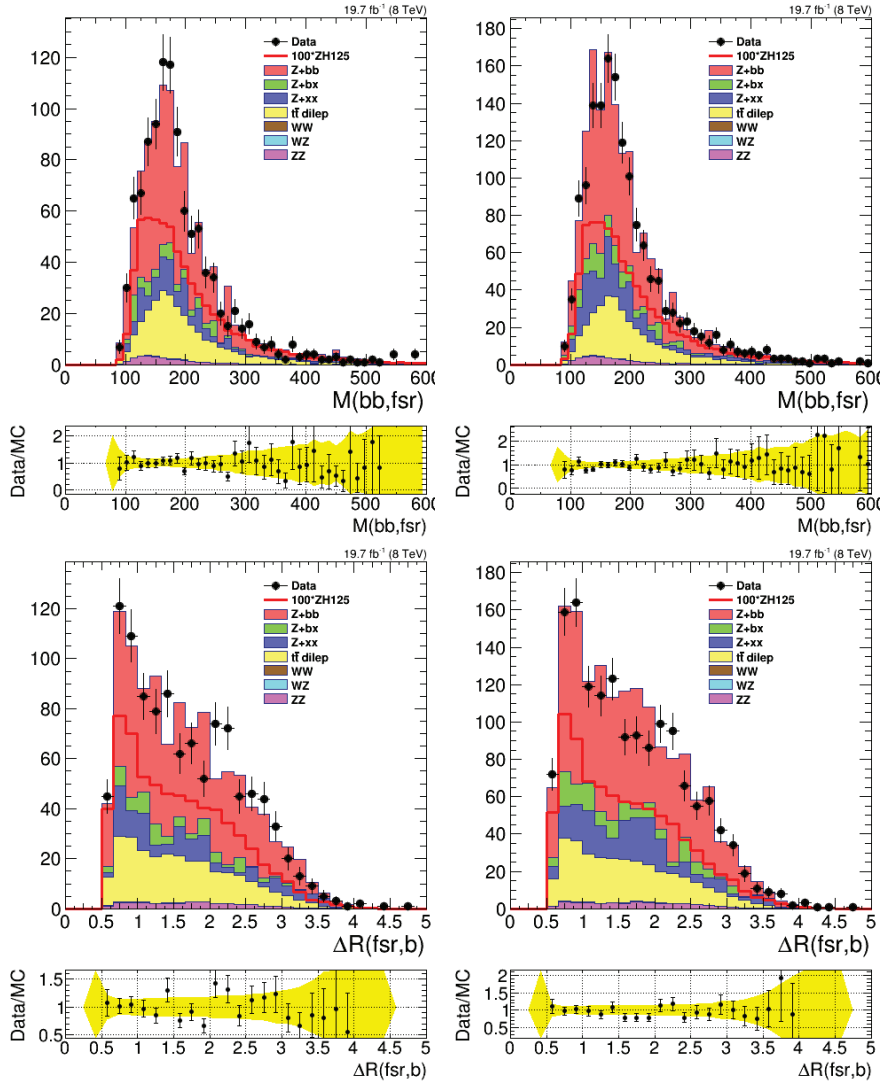 19.7 fb⁻¹ (8 TeV)
Data
100*ZH125
Z+bb
Z+bx
Z+xx
tt̄ dilep
WW
WZ
ZZ
120
100
80
60
40
20
0
0 100 200 300 400 500 600
M(bb,fsr)
Data/MC
2
1
0
0 100 200 300 400 500 600
M(bb,fsr)
19.7 fb⁻¹ (8 TeV)
Data
100*ZH125
Z+bb
Z+bx
Z+xx
tt̄ dilep
WW
WZ
ZZ
180
160
140
120
100
80
60
40
20
0
0 100 200 300 400 500 600
M(bb,fsr)
Data/MC
2
1
0
0 100 200 300 400 500 600
M(bb,fsr)
19.7 fb⁻¹ (8 TeV)
Data
100*ZH125
Z+bb
Z+bx
Z+xx
tt̄ dilep
WW
WZ
ZZ
120
100
80
60
40
20
0
0 0.5 1 1.5 2 2.5 3 3.5 4 4.5 5
ΔR(fsr,b)
Data/MC
1.5
1
0.5
0 0.5 1 1.5 2 2.5 3 3.5 4 4.5 5
ΔR(fsr,b)
19.7 fb⁻¹ (8 TeV)
Data
100*ZH125
Z+bb
Z+bx
Z+xx
tt̄ dilep
WW
WZ
ZZ
180
160
140
120
100
80
60
40
20
0
0 0.5 1 1.5 2 2.5 3 3.5 4 4.5 5
ΔR(fsr,b)
Data/MC
2
1.5
1
0.5
0 0.5 1 1.5 2 2.5 3 3.5 4 4.5 5
ΔR(fsr,b)